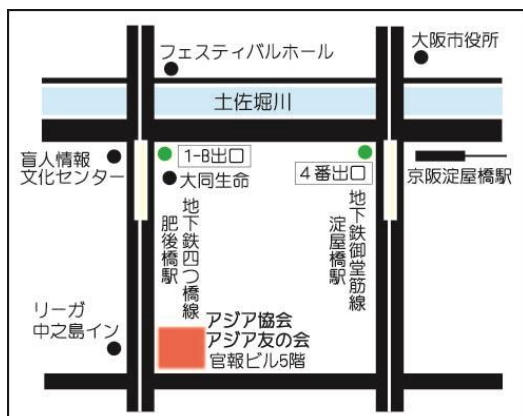 フェスティバルホール
大阪市役所
土佐堀川
盲人情報
文化センター
1-B出口
大同生命
4番出口
京阪淀屋橋駅
地下鉄四つ橋線
肥後橋駅
地下鉄御堂筋線
淀屋橋駅
リーガ
中之島イン
アジア協会
アジア友の会
官報ビル5階